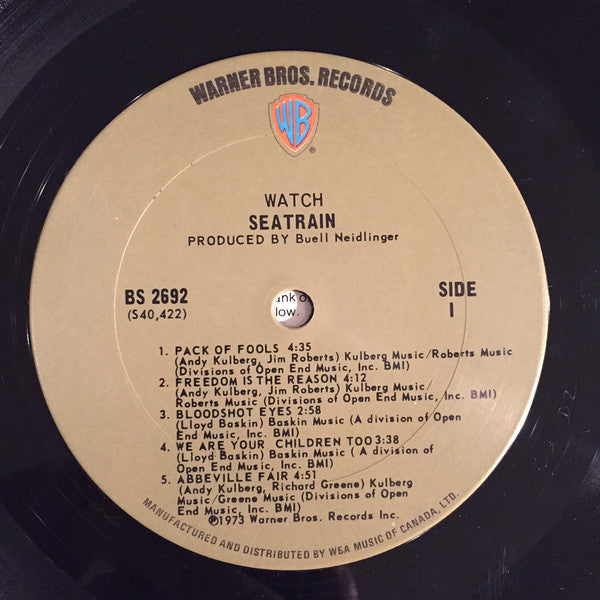 WARNER BROS. RECORDS
WB
®
WATCH
SEATRAIN
PRODUCED BY Buell Neidlinger
BS 2692
(S40,422)
SIDE
1
ank o
low.
1. PACK OF FOOLS 4:35
(Andy Kulberg, Jim Roberts) Kulberg Music/Roberts Music
(Divisions of Open End Music, Inc. BMI)
2. FREEDOM IS THE REASON 4:12
(Andy Kulberg, Jim Roberts) Kulberg Music/
Roberts Music (Divisions of Open End Music, Inc. BMI)
3. BLOODSHOT EYES 2:58
(Lloyd Baskin) Baskin Music (A division of Open
End Music, Inc. BMI)
4. WE ARE YOUR CHILDREN TOO 3:38
(Lloyd Baskin) Baskin Music (A division of
Open End Music, Inc. BMI)
5. ABBEVILLE FAIR 4:51
(Andy Kulberg, Richard Greene) Kulberg
Music/Greene Music (Divisions of Open
End Music, Inc. BMI)
℗1973 Warner Bros. Records Inc.
MANUFACTURED AND DISTRIBUTED BY WEA MUSIC OF CANADA, LTD.